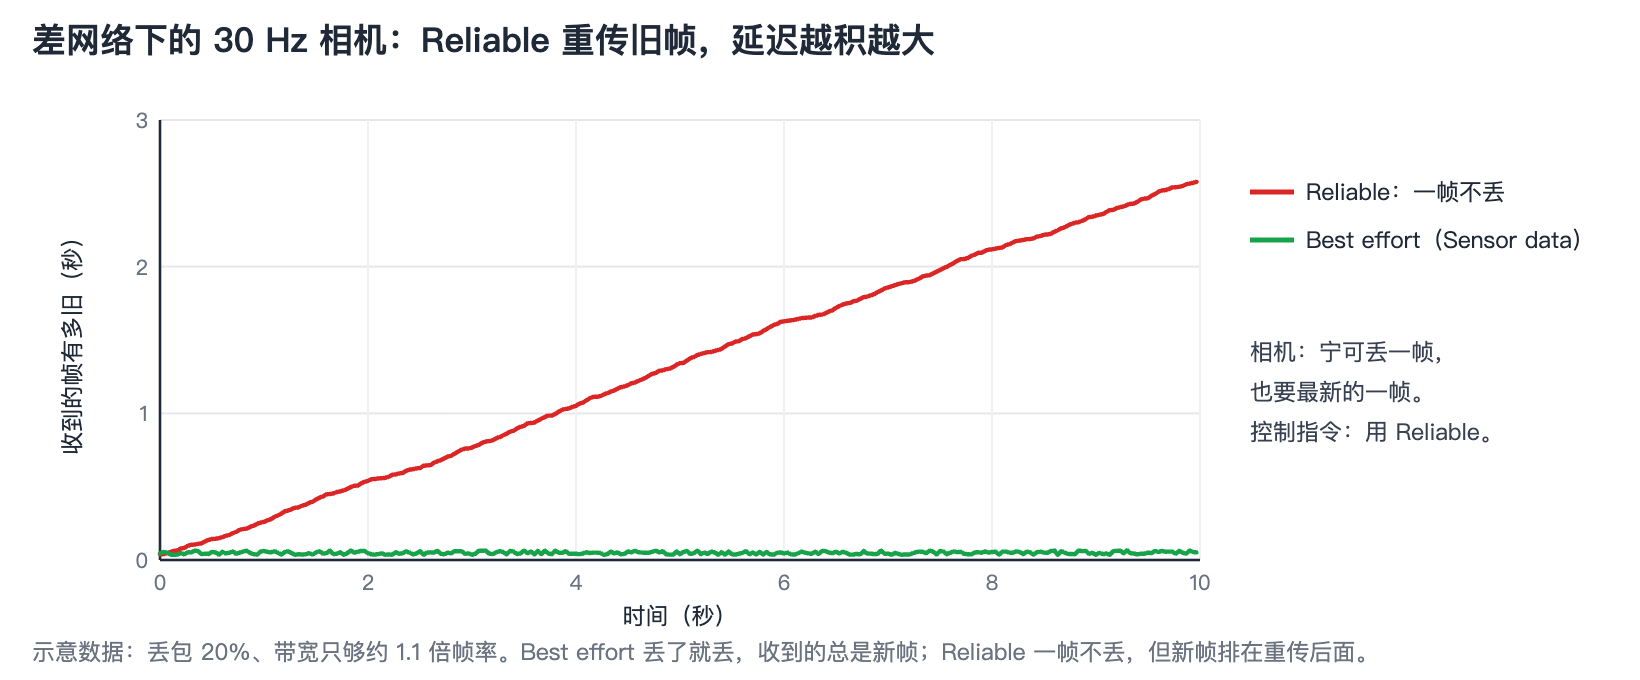 差网络下的 30 Hz 相机：Reliable 重传旧帧，延迟越积越大
3
2
1
0
收到的帧有多旧（秒）
0 2 4 6 8 10
时间（秒）
Reliable：一帧不丢
Best effort（Sensor data）
相机：宁可丢一帧，
也要最新的一帧。
控制指令：用 Reliable。
示意数据：丢包 20%、带宽只够约 1.1 倍帧率。Best effort 丢了就丢，收到的总是新帧；Reliable 一帧不丢，但新帧排在重传后面。